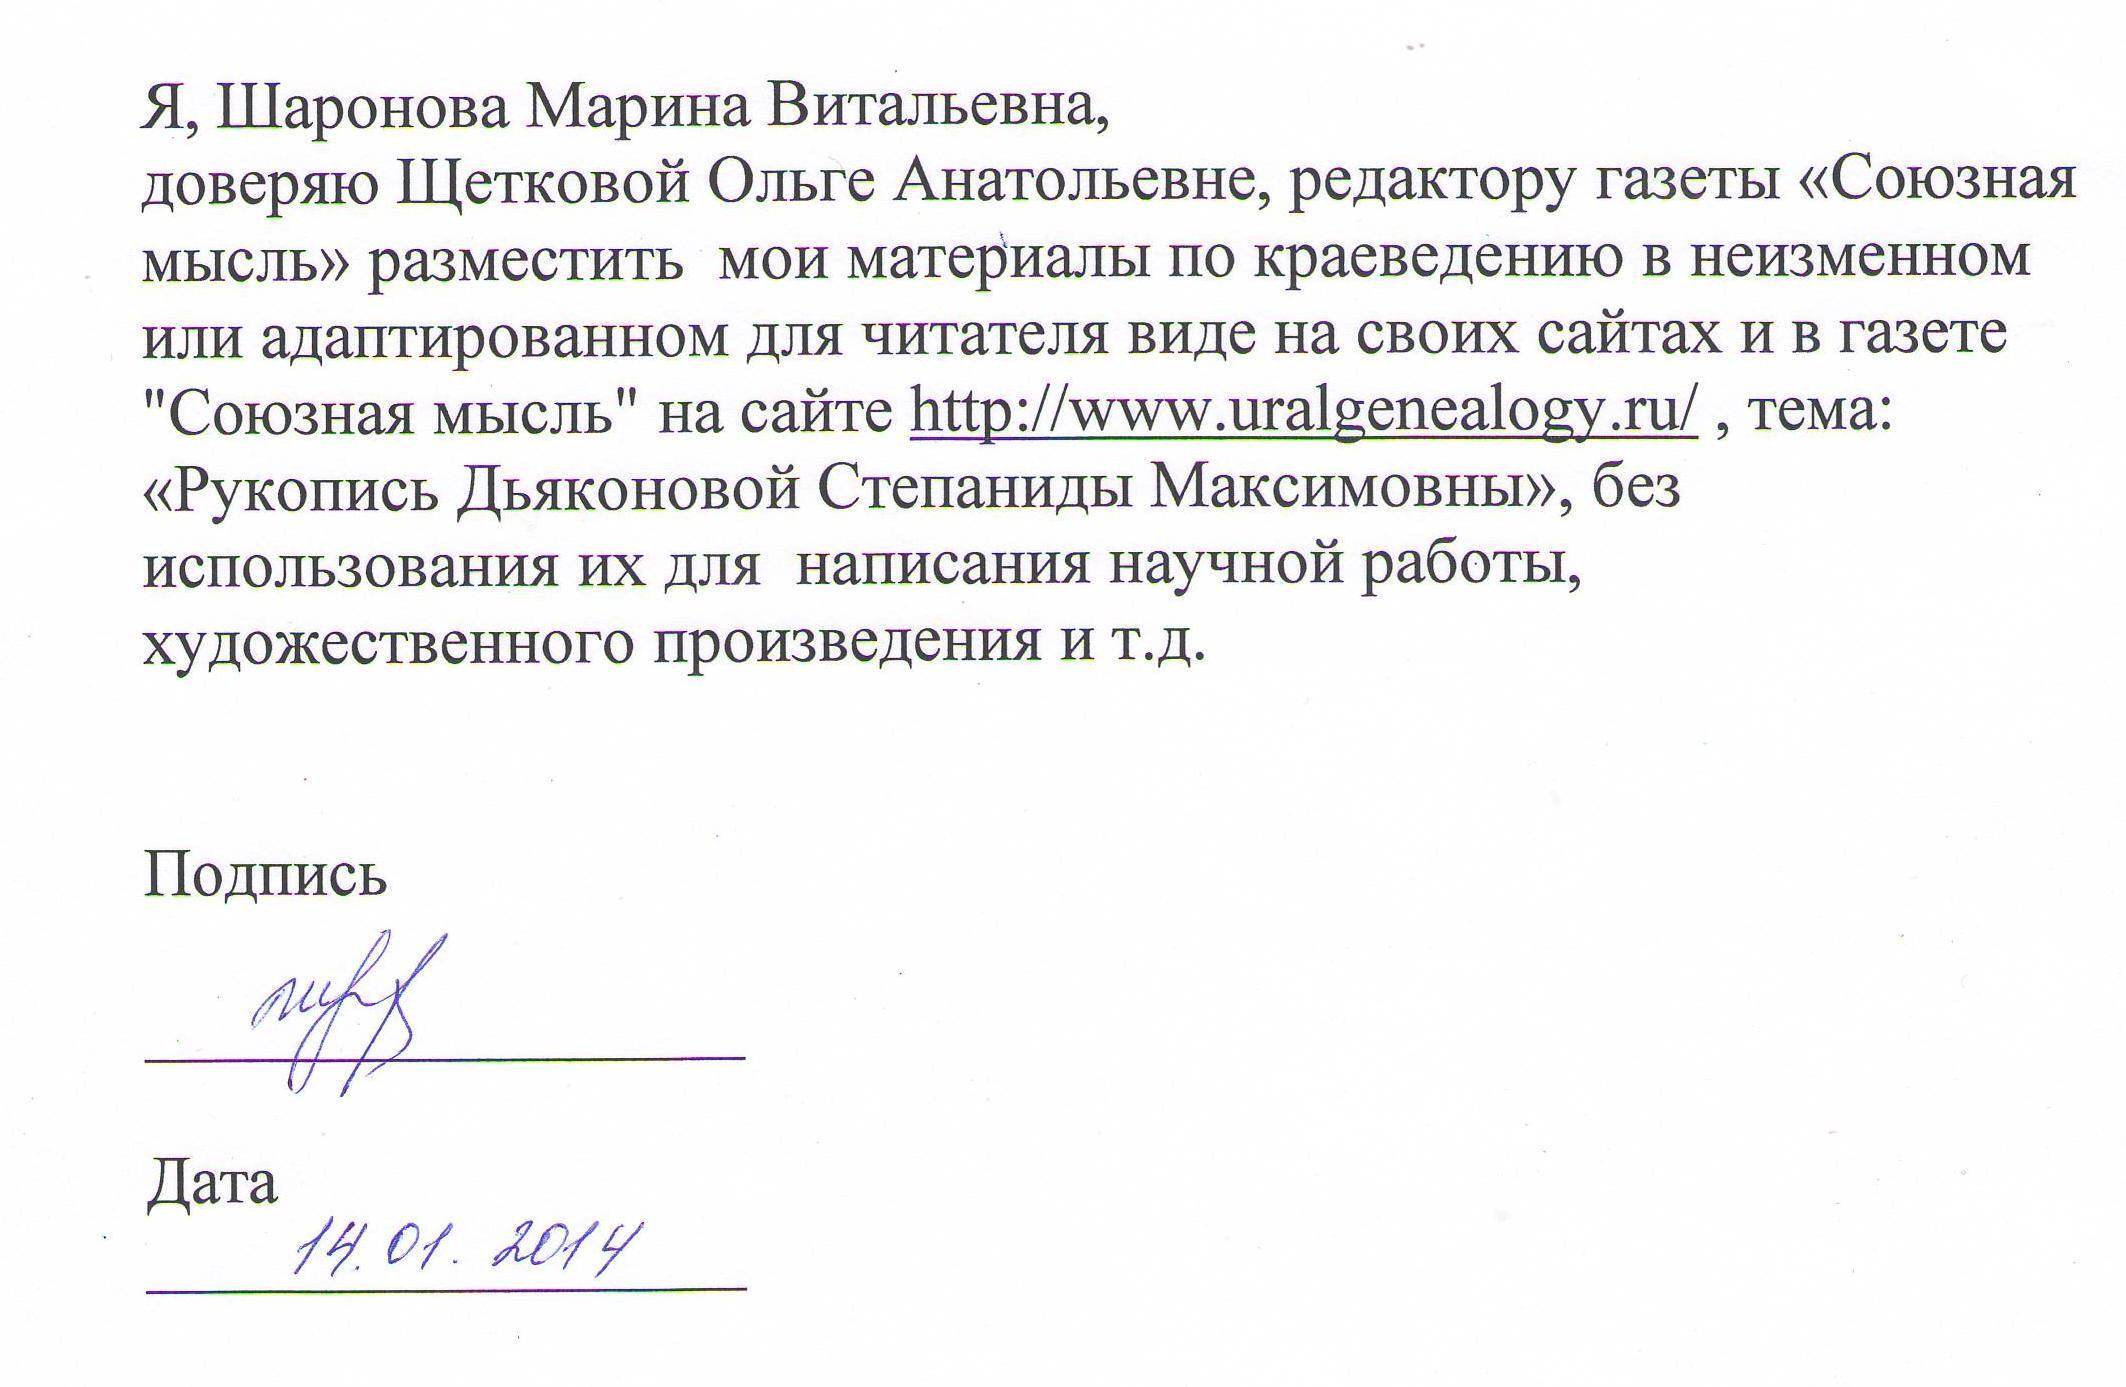 Я, Шаронова Марина Витальевна,
доверяю Щетковой Ольге Анатольевне, редактору газеты «Союзная
мысль» разместить мои материалы по краеведению в неизменном
или адаптированном для читателя виде на своих сайтах и в газете
"Союзная мысль" на сайте http://www.uralgenealogy.ru/ , тема:
«Рукопись Дьяконовой Степаниды Максимовны», без
использования их для написания научной работы,
художественного произведения и т.д.
Подпись
Дата
14.01.2014